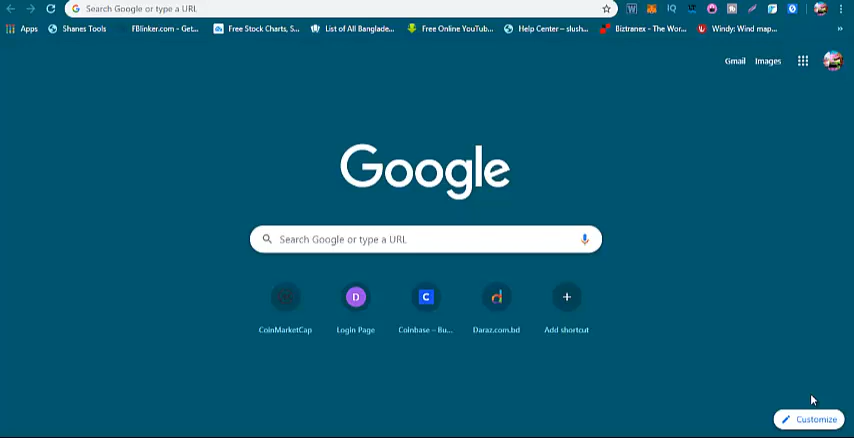 Search Google or type a URL
Apps Shanes Tools FBlinker.com - Get... Free Stock Charts, S... List of All Banglade... Free Online YouTub... Help Center – slush... Biztranex - The Wor... Windy: Wind map... »
Gmail Images
Google
Search Google or type a URL
D C
CoinMarketCap Login Page Coinbase – Bu... Daraz.com.bd Add shortcut
Customize